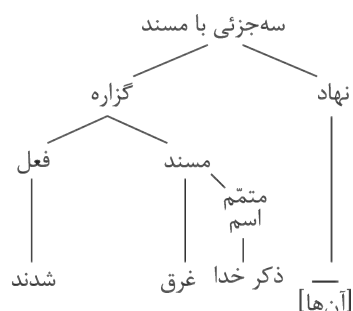 سه‌جزئی با مسند
نهاد
گزاره
مسند
فعل
متمّم
اسم
[آن‌ها]
ذکر خدا
غرق
شدند